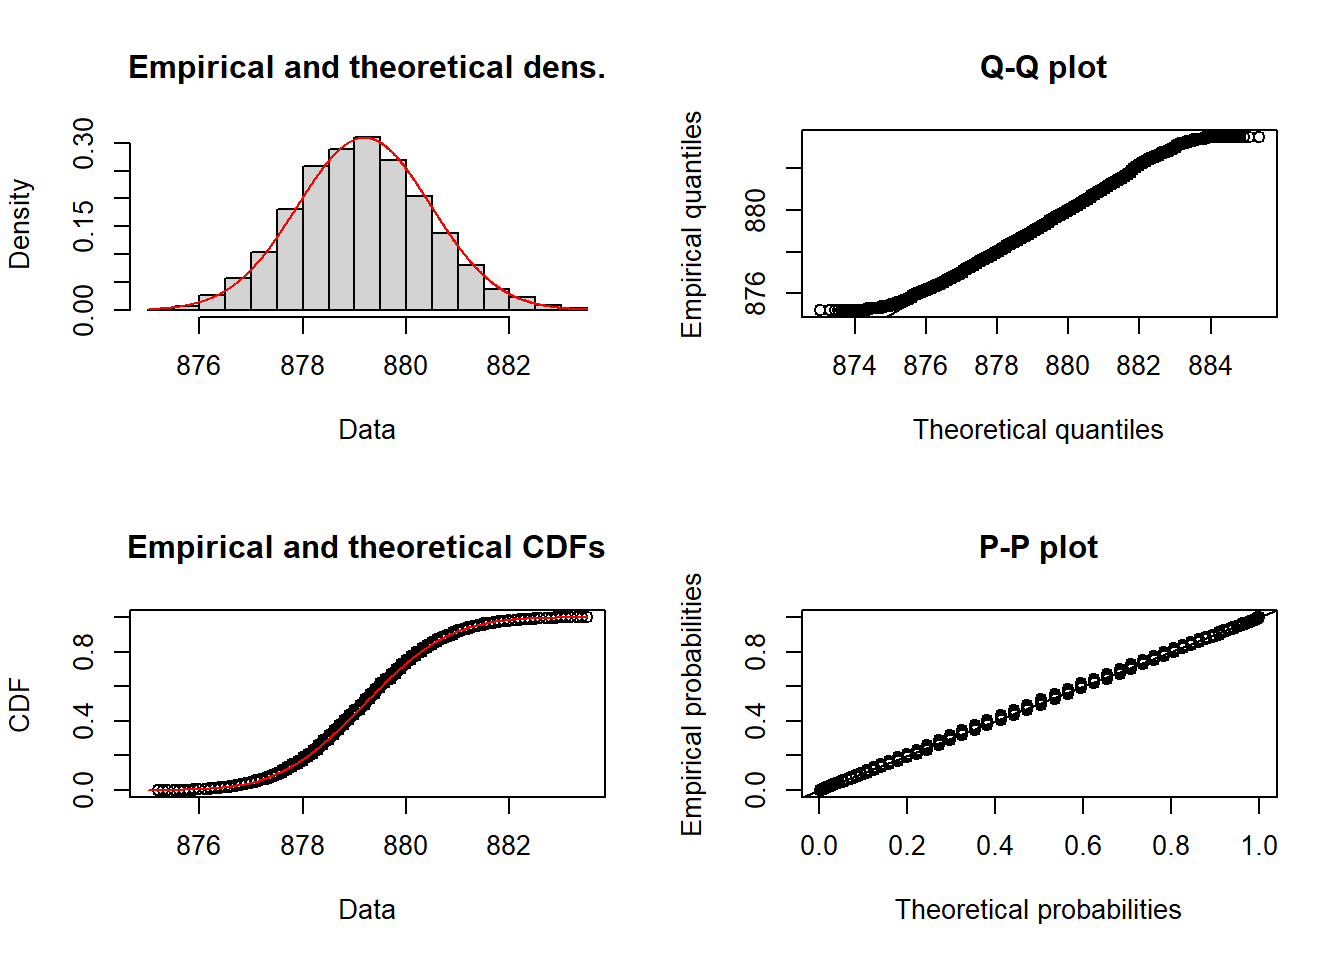 Empirical and theoretical dens.
Density
0.00 0.15 0.30
876 878 880 882
Data
Q-Q plot
Empirical quantiles
876 880
874 876 878 880 882 884
Theoretical quantiles
Empirical and theoretical CDFs
CDF
0.0 0.4 0.8
876 878 880 882
Data
P-P plot
Empirical probabilities
0.0 0.4 0.8
0.0 0.2 0.4 0.6 0.8 1.0
Theoretical probabilities